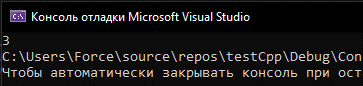 Консоль отладки Microsoft Visual Studio
3
C:\Users\Force\source\repos\testCpp\Debug\Con
Чтобы автоматически закрывать консоль при ост